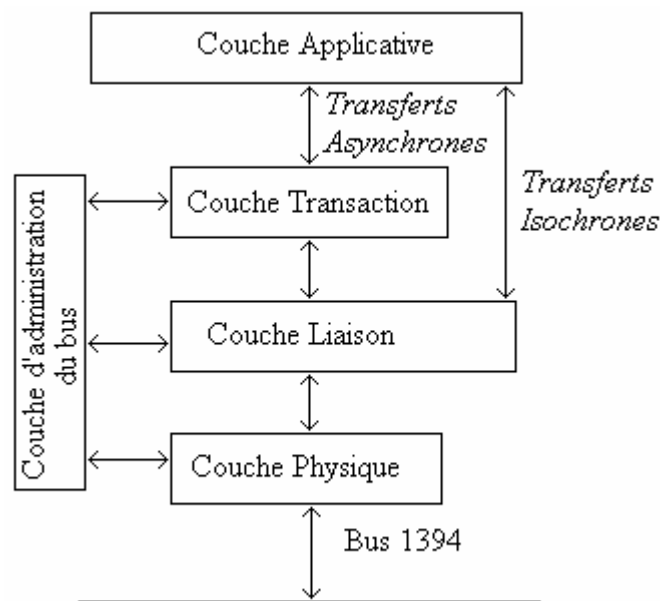 Couche Applicative
Transferts
Asynchrones
Transferts
Isochrones
Couche Transaction
Couche d'administration
du bus
Couche Liaison
Couche Physique
Bus 1394